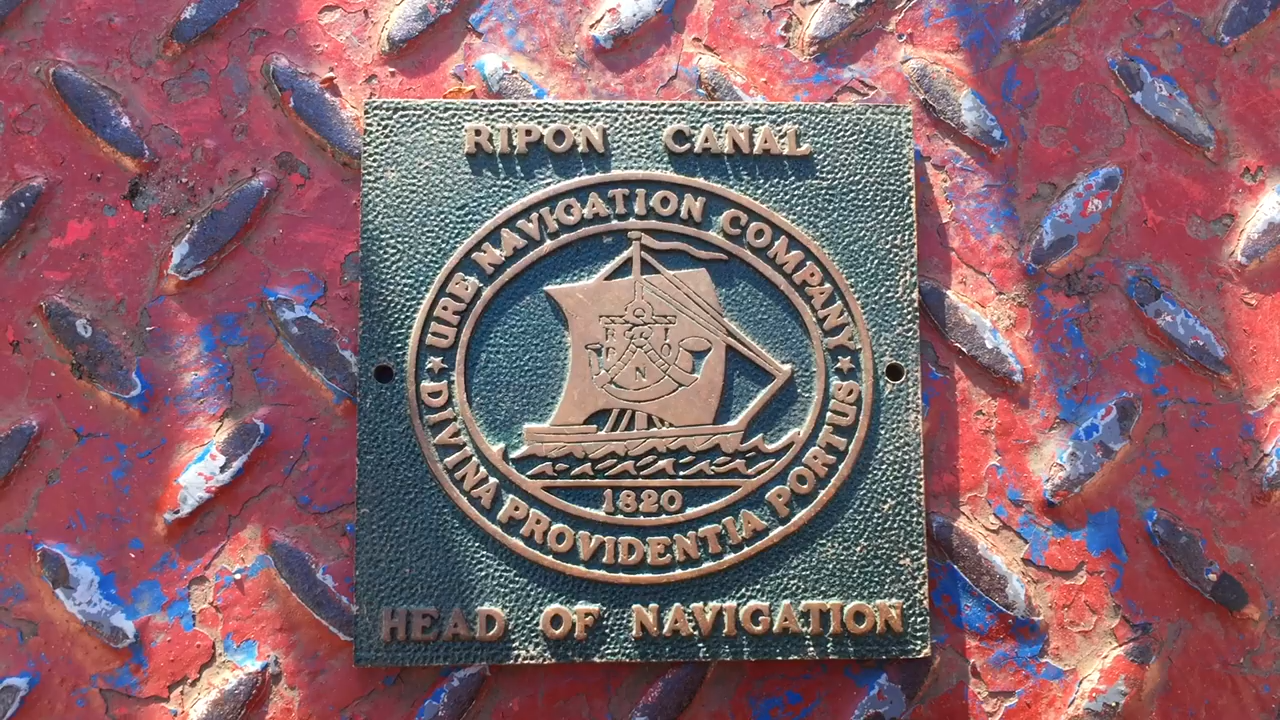 RIPON CANAL
URE NAVIGATION COMPANY
N
1820
DIVINA PROVIDENTIA PORTUS
HEAD OF NAVIGATION